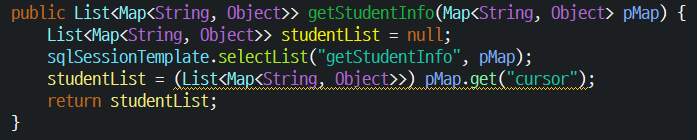 public List<Map<String, Object>> getStudentInfo(Map<String, Object> pMap) {
    List<Map<String, Object>> studentList = null;
    sqlSessionTemplate.selectList("getStudentInfo", pMap);
    studentList = (List<Map<String, Object>>) pMap.get("cursor");
    return studentList;
}